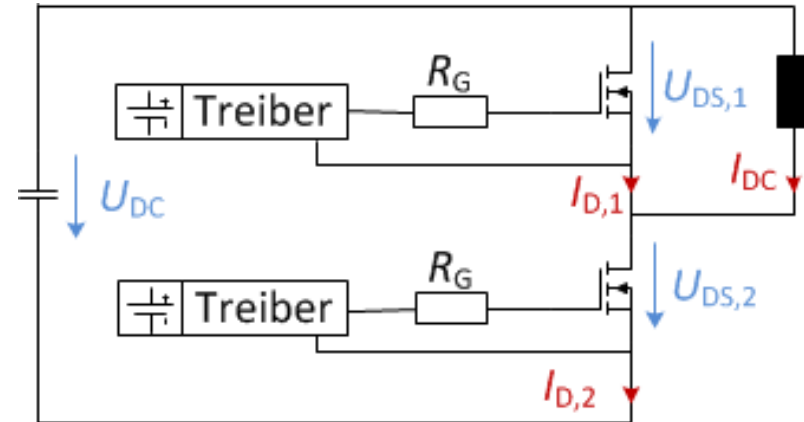 R_G
Treiber
U_DS,1
U_DC
I_D,1
I_DC
R_G
Treiber
U_DS,2
I_D,2